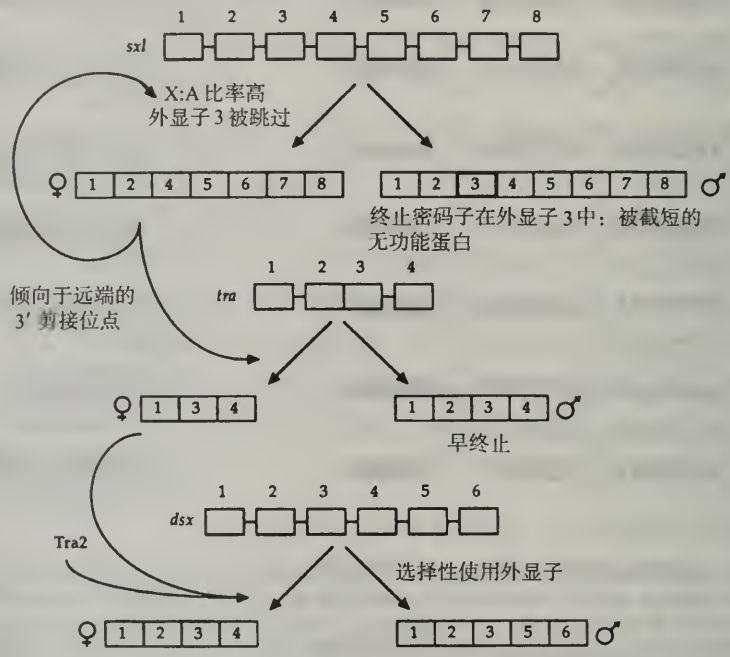 1 2 3 4 5 6 7 8
sxl
X:A 比率高
外显子 3 被跳过
♀ 1 2 4 5 6 7 8
1 2 3 4 5 6 7 8 ♂
终止密码子在外显子 3 中：被截短的
无功能蛋白
倾向于远端的
3′ 剪接位点
1 2 3 4
tra
♀ 1 3 4
1 2 3 4 ♂
早终止
1 2 3 4 5 6
dsx
Tra2
选择性使用外显子
♀ 1 2 3 4
1 2 3 5 6 ♂